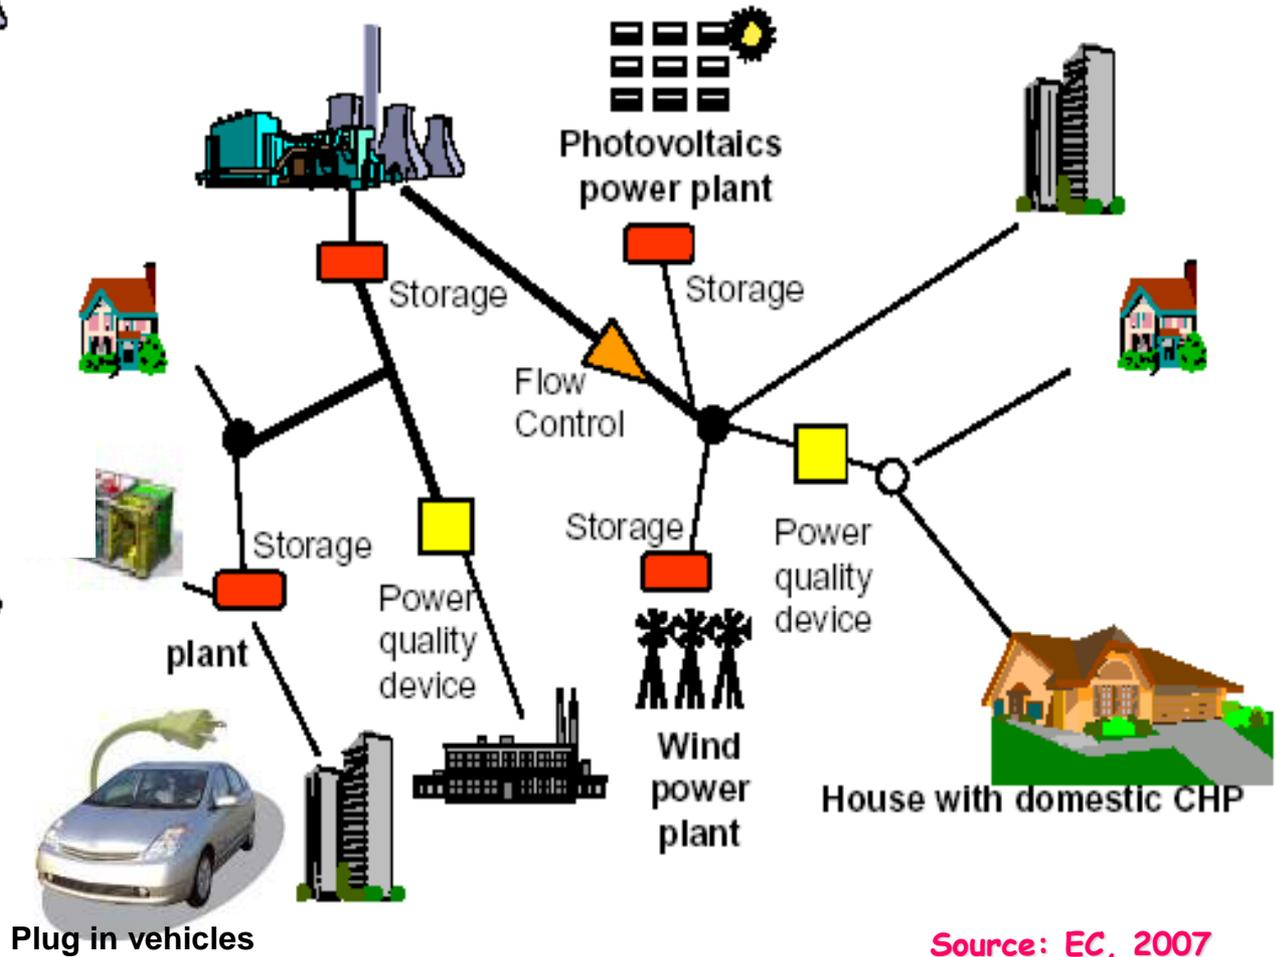 Photovoltaics
power plant
Storage
Storage
Flow
Control
Storage
Storage
Power
quality
device
Power
quality
device
plant
Wind
power
plant
House with domestic CHP
Plug in vehicles
Source: EC, 2007